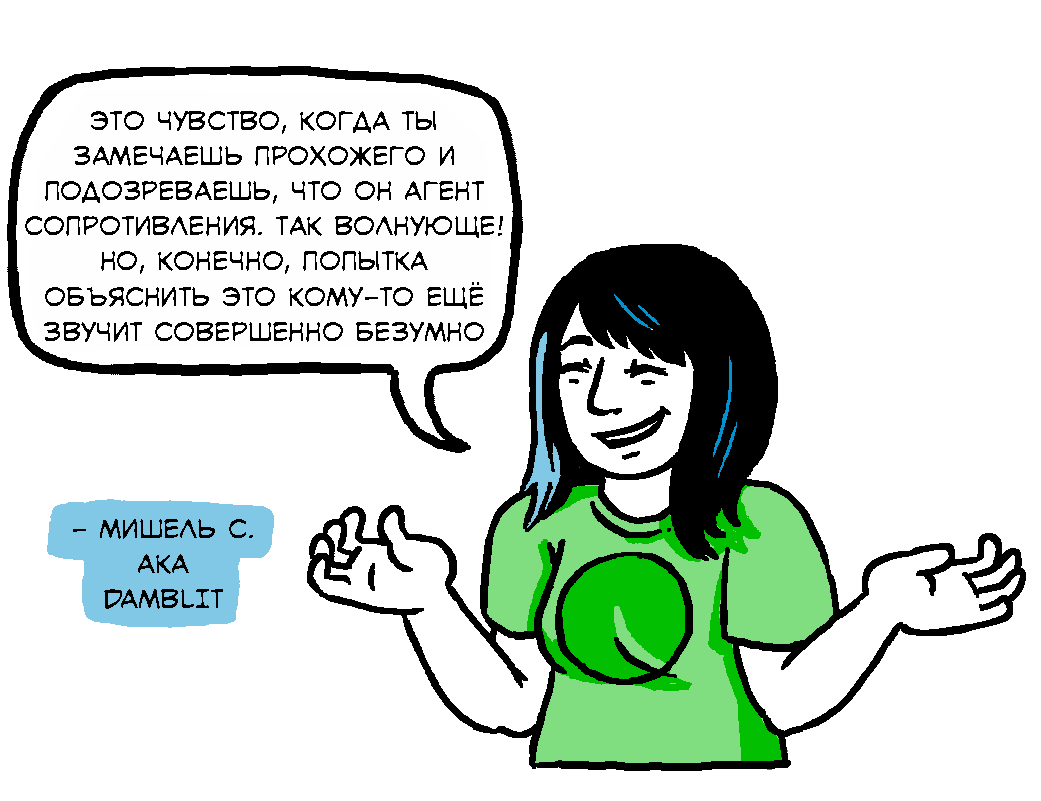 ЭТО ЧУВСТВО, КОГДА ТЫ
ЗАМЕЧАЕШЬ ПРОХОЖЕГО И
ПОДОЗРЕВАЕШЬ, ЧТО ОН АГЕНТ
СОПРОТИВЛЕНИЯ. ТАК ВОЛНУЮЩЕ!
НО, КОНЕЧНО, ПОПЫТКА
ОБЪЯСНИТЬ ЭТО КОМУ-ТО ЕЩЁ
ЗВУЧИТ СОВЕРШЕННО БЕЗУМНО
- МИШЕЛЬ С.
AKA
DAMBLIT